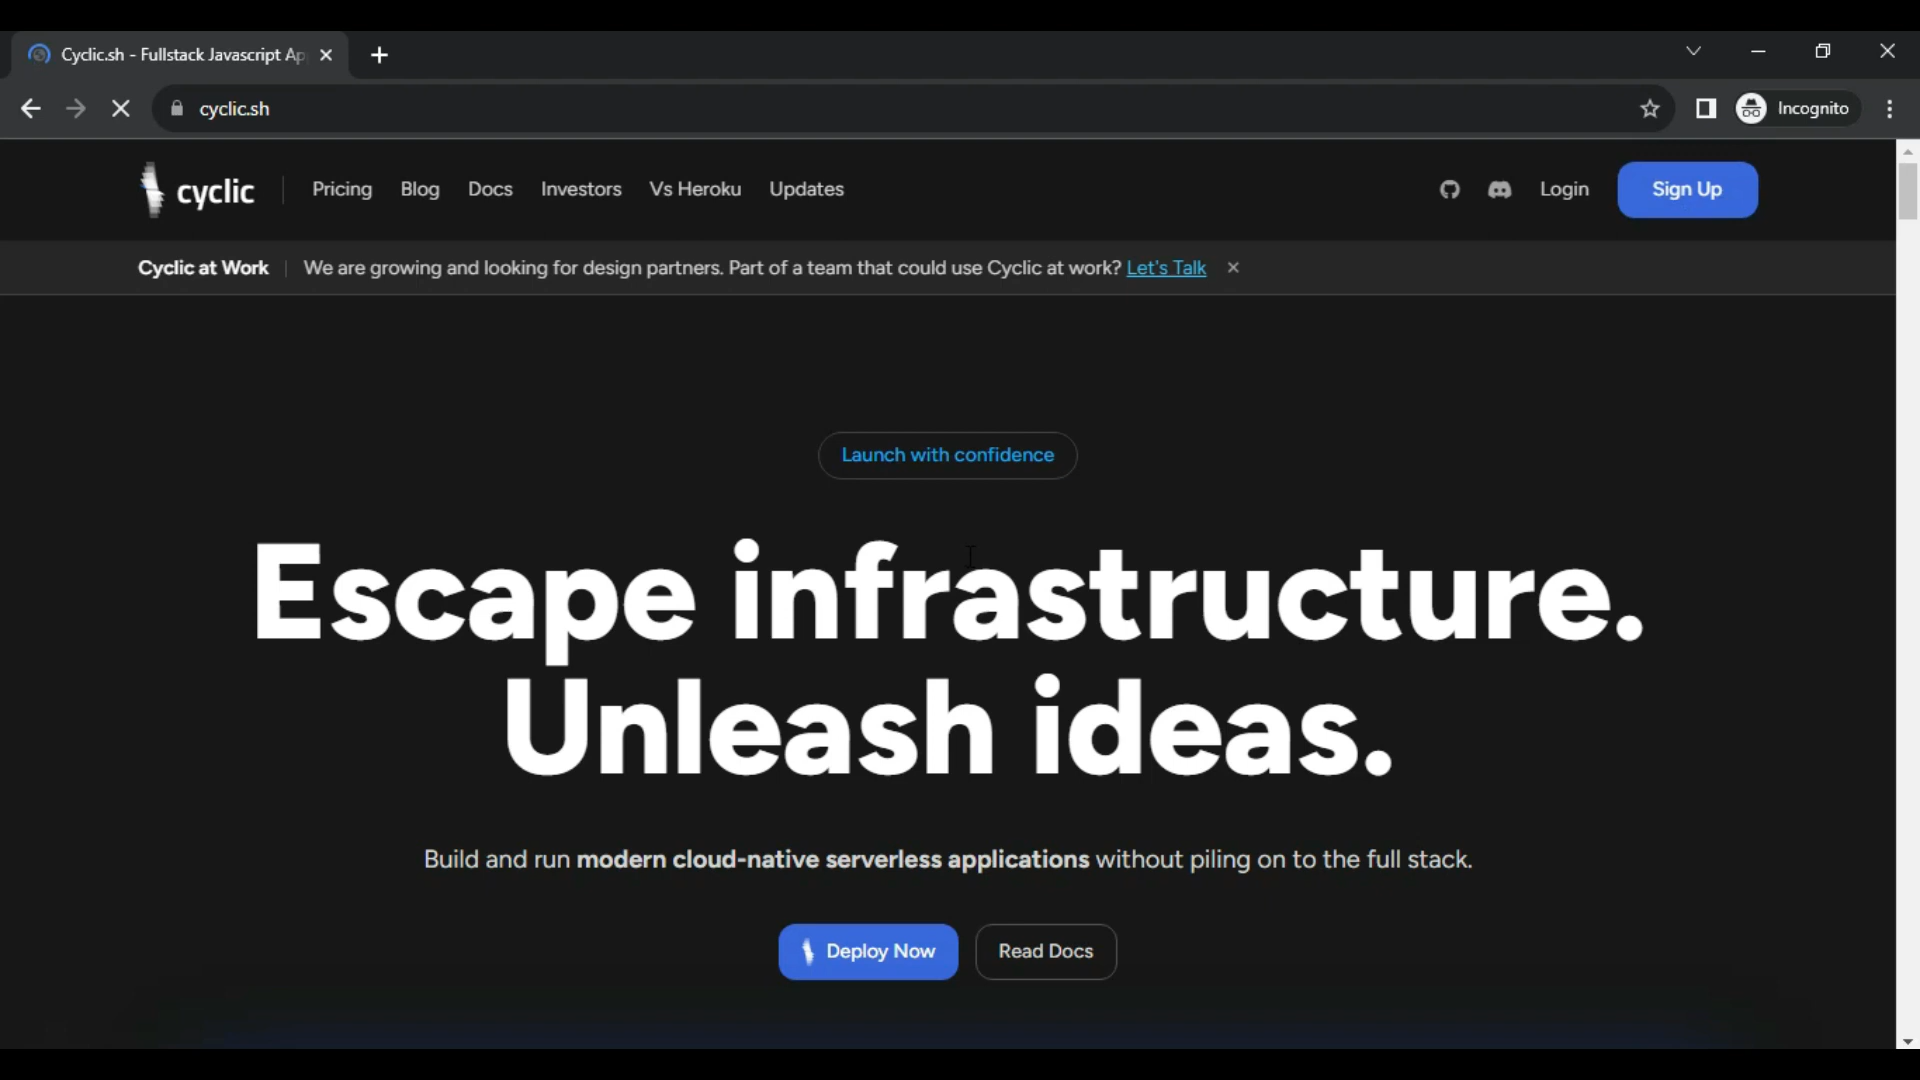 Cyclic.sh - Fullstack Javascript Ap
cyclic.sh
Incognito
cyclic
Pricing Blog Docs Investors Vs Heroku Updates
Login
Sign Up
Cyclic at Work
We are growing and looking for design partners. Part of a team that could use Cyclic at work? Let's Talk
Launch with confidence
Escape infrastructure.
Unleash ideas.
Build and run modern cloud-native serverless applications without piling on to the full stack.
Deploy Now
Read Docs